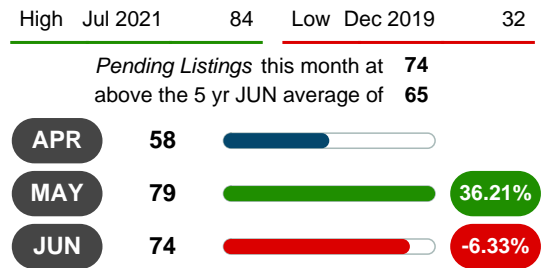 High Jul 2021 84 Low Dec 2019 32
Pending Listings this month at 74
above the 5 yr JUN average of 65
APR 58
MAY 79 36.21%
JUN 74 -6.33%